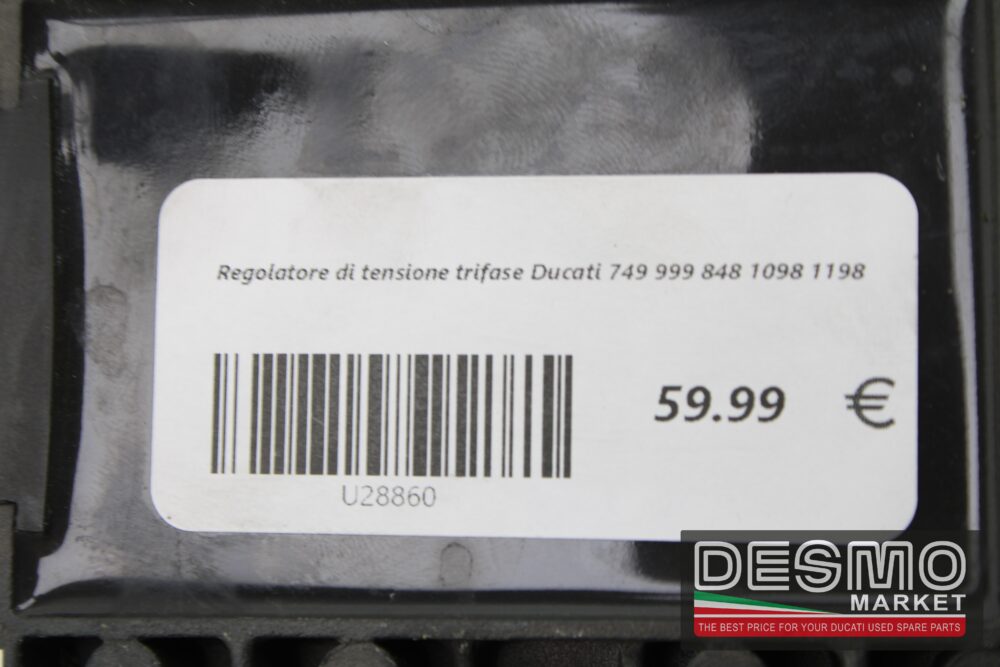 Regolatore di tensione trifase Ducati 749 999 848 1098 1198
59.99 €
U28860
DESMO
MARKET
THE BEST PRICE FOR YOUR DUCATI USED SPARE PARTS